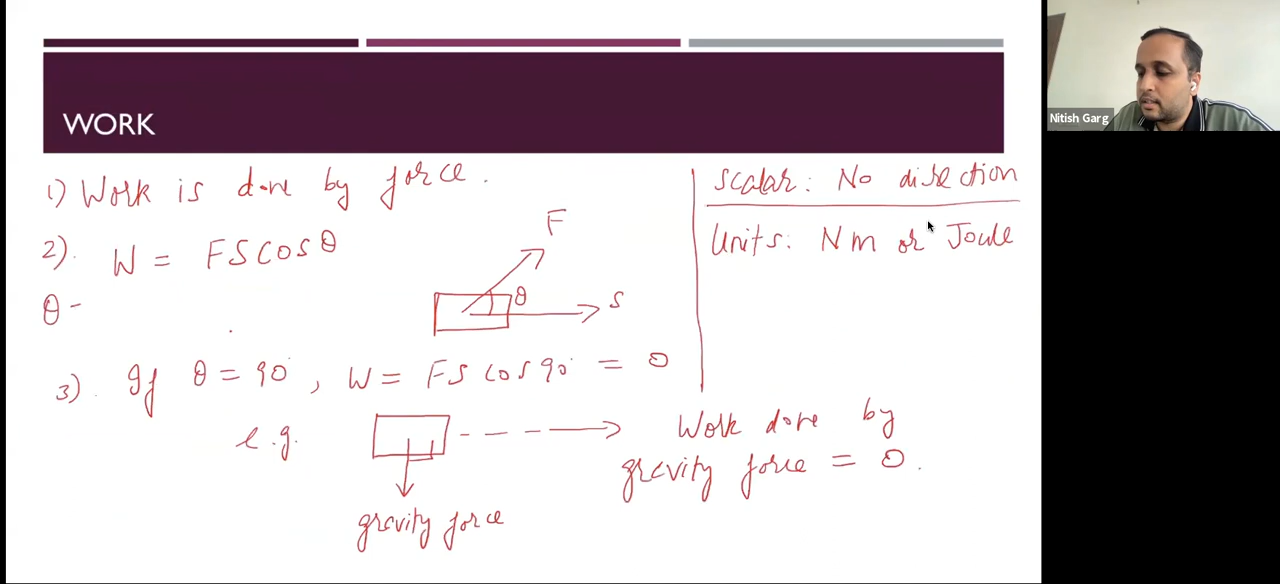 WORK
1) Work is done by force.
2). W = FS cos θ
F
θ
S
θ -
3). If θ = 90°, W = FS cos 90° = 0
e.g.
Work done by
gravity force = 0.
gravity force
Scalar: No direction
Units: Nm or Joule
Nitish Garg